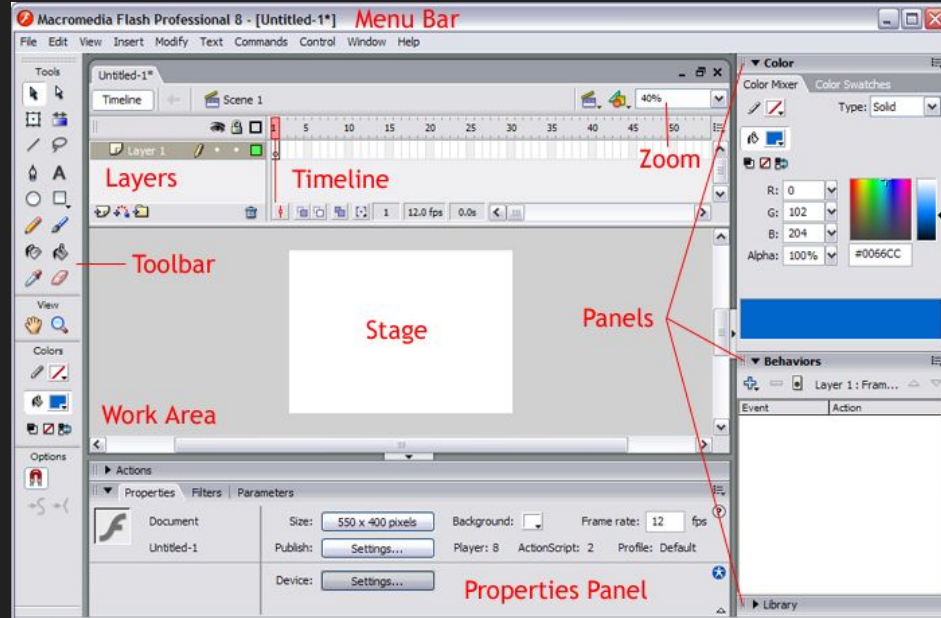 Macromedia Flash Professional 8 - [Untitled-1*] Menu Bar
File Edit View Insert Modify Text Commands Control Window Help
Tools
Untitled-1*
Timeline
Scene 1
40%
1 5 10 15 20 25 30 35 40 45 50
Layer 1
Layers
Timeline
Zoom
1 12.0 fps 0.0s
A
Toolbar
Stage
Work Area
Panels
View
Colors
Options
Color
Color Mixer Color Swatches
Type: Solid
R: 0
G: 102
B: 204
Alpha: 100% #0066CC
Behaviors
Layer 1 : Fram...
Event Action
Library
Actions
Properties Filters Parameters
Document
Untitled-1
Size: 550 x 400 pixels Background: Frame rate: 12 fps
Publish: Settings... Player: 8 ActionScript: 2 Profile: Default
Device: Settings...
Properties Panel